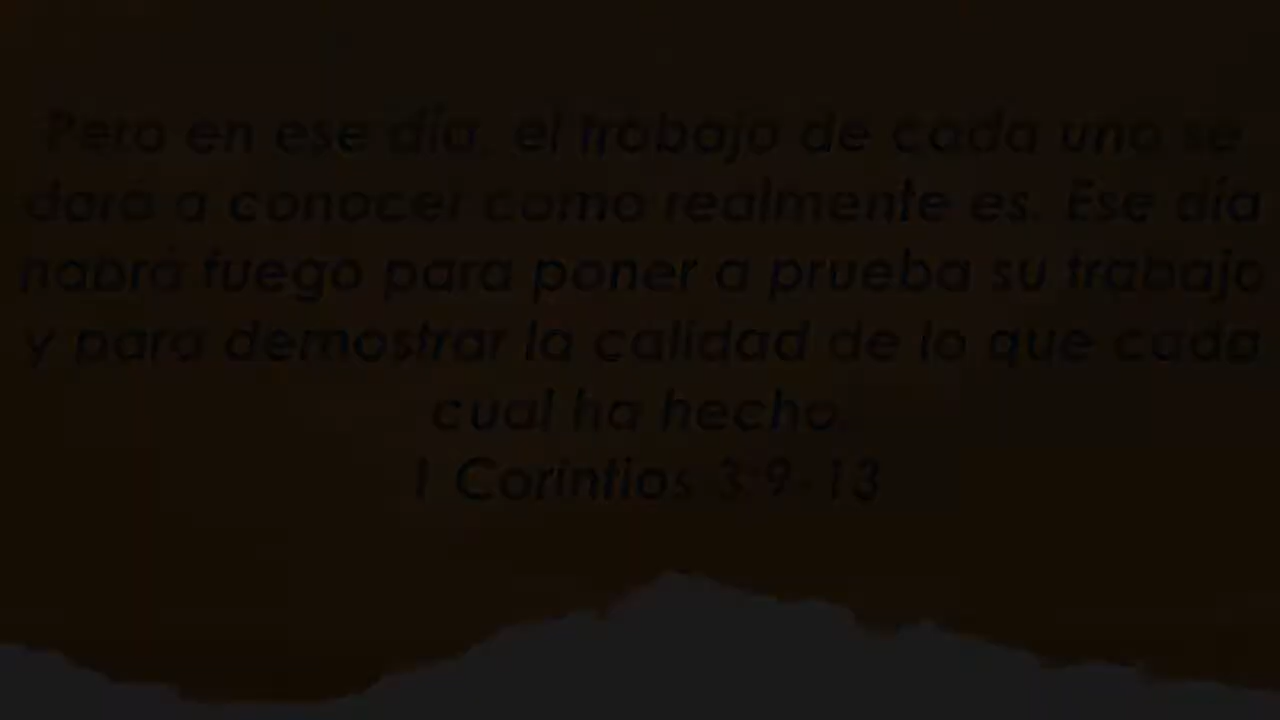 Pero en ese día, el trabajo de cada uno se
dará a conocer como realmente es. Ese día
habrá fuego para poner a prueba su trabajo
y para demostrar la calidad de lo que cada
cual ha hecho.
1 Corintios 3:9-13